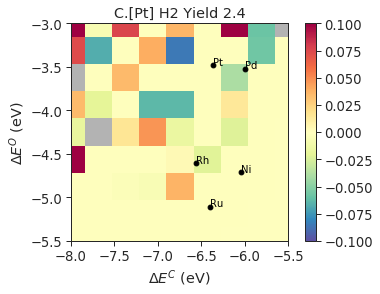 C.[Pt] H2 Yield 2.4
−3.0
−3.5
−4.0
−4.5
−5.0
−5.5
ΔE^O (eV)
Pt
Pd
Rh
Ni
Ru
−8.0 −7.5 −7.0 −6.5 −6.0 −5.5
ΔE^C (eV)
0.100
0.075
0.050
0.025
0.000
−0.025
−0.050
−0.075
−0.100